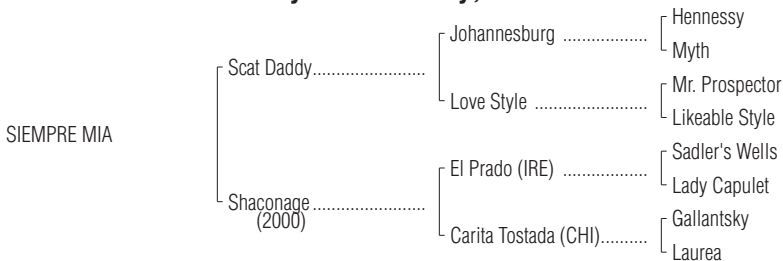 Hennessy
Johannesburg ..................
Myth
Scat Daddy........................
Mr. Prospector
Love Style ........................
Likeable Style
SIEMPRE MIA
Sadler's Wells
El Prado (IRE) ..................
Lady Capulet
Shaconage........................
(2000)
Gallantsky
Carita Tostada (CHI)..........
Laurea